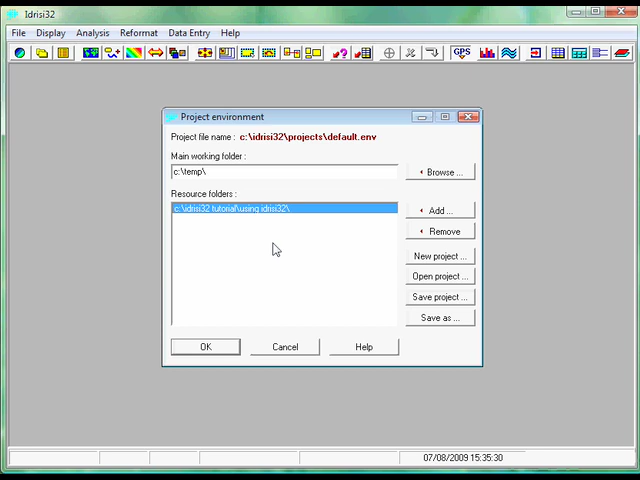 Idrisi32
File Display Analysis Reformat Data Entry Help
GPS
Project environment
Project file name : c:\idrisi32\projects\default.env
Main working folder :
c:\temp\
Browse ...
Resource folders :
c:\idrisi32 tutorial\using idrisi32\
Add ...
Remove
New project ...
Open project ...
Save project ...
Save as ...
OK Cancel Help
07/08/2009 15:35:30